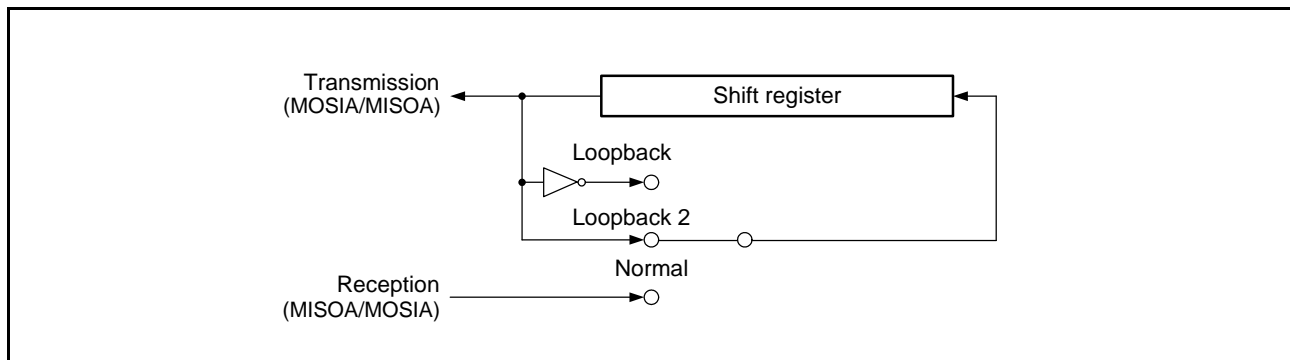 Transmission
(MOSIA/MISOA)
Shift register
Loopback
Loopback 2
Normal
Reception
(MISOA/MOSIA)